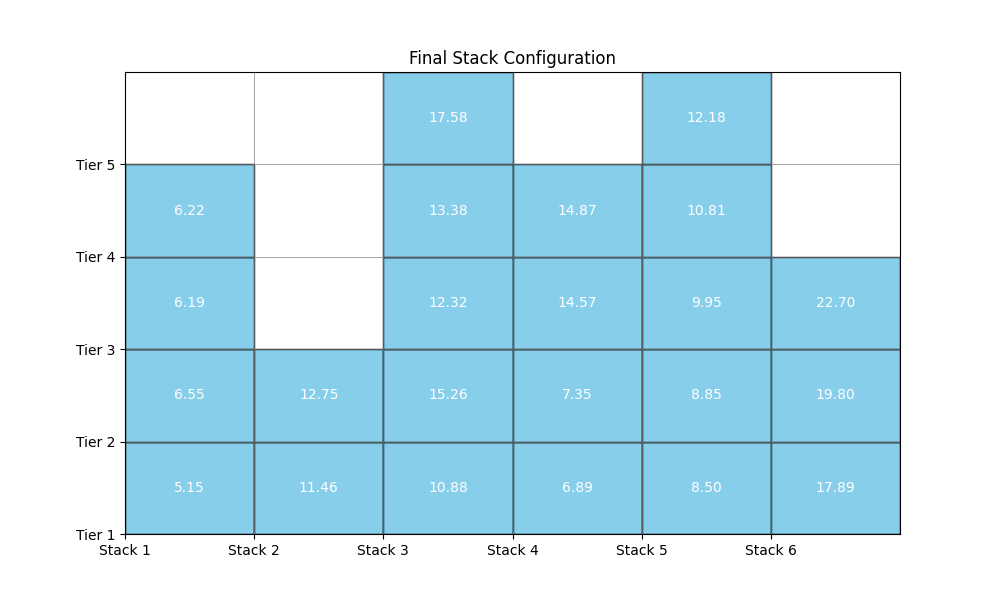 Final Stack Configuration
17.58 12.18
Tier 5
6.22 13.38 14.87 10.81
Tier 4
6.19 12.32 14.57 9.95 22.70
Tier 3
6.55 12.75 15.26 7.35 8.85 19.80
Tier 2
5.15 11.46 10.88 6.89 8.50 17.89
Tier 1
Stack 1 Stack 2 Stack 3 Stack 4 Stack 5 Stack 6